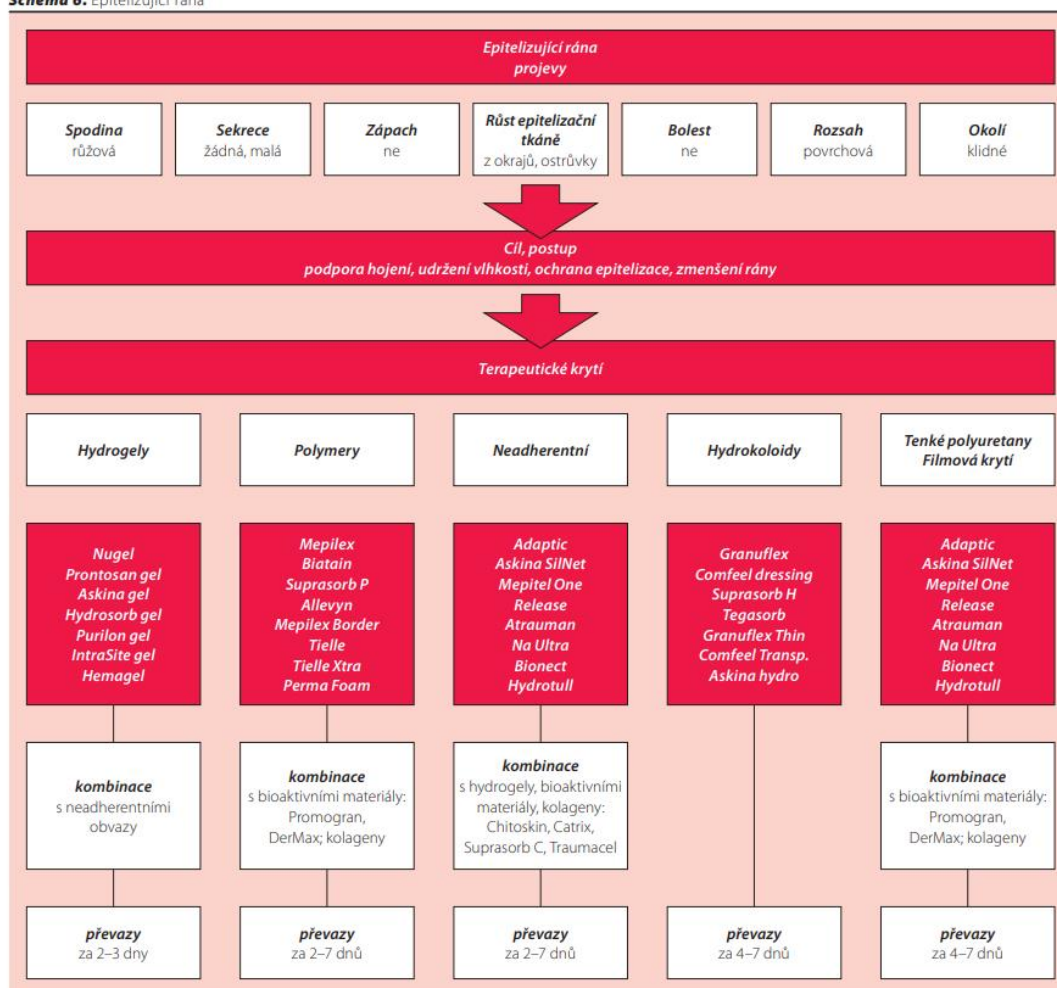 Schéma 6. Epitelizující rána
Epitelizující rána
projevy
Spodina
růžová
Sekrece
žádná, malá
Zápach
ne
Růst epitelizační
tkáně
z okrajů, ostrůvky
Bolest
ne
Rozsah
povrchová
Okolí
klidné
Cíl, postup
podpora hojení, udržení vlhkosti, ochrana epitelizace, zmenšení rány
Terapeutické krytí
Hydrogely
Polymery
Neadherentní
Hydrokoloidy
Tenké polyuretany
Filmová krytí
Nugel
Prontosan gel
Askina gel
Hydrosorb gel
Purilon gel
IntraSite gel
Hemagel
Mepilex
Biatain
Suprasorb P
Allevyn
Mepilex Border
Tielle
Tielle Xtra
Perma Foam
Adaptic
Askina SilNet
Mepitel One
Release
Atrauman
Na Ultra
Bionect
Hydrotull
Granuflex
Comfeel dressing
Suprasorb H
Tegasorb
Granuflex Thin
Comfeel Transp.
Askina hydro
Adaptic
Askina SilNet
Mepitel One
Release
Atrauman
Na Ultra
Bionect
Hydrotull
kombinace
s neadherentními
obvazy
kombinace
s bioaktivními materiály:
Promogran,
DerMax; kolageny
kombinace
s hydrogely, bioaktivními
materiály, kolageny:
Chitoskin, Catrix,
Suprasorb C, Traumacel
kombinace
s bioaktivními materiály:
Promogran,
DerMax; kolageny
převazy
za 2–3 dny
převazy
za 2–7 dnů
převazy
za 2–7 dnů
převazy
za 4–7 dnů
převazy
za 4–7 dnů